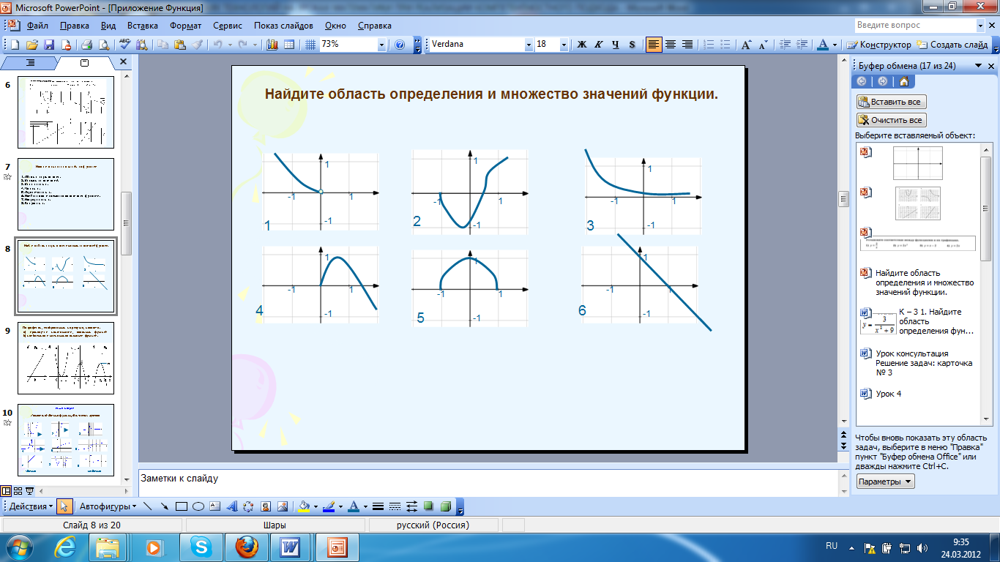 Microsoft PowerPoint - [Приложение Функция]
Файл Правка Вид Вставка Формат Сервис Показ слайдов Окно Справка
Введите вопрос
73%
Verdana
18
Ж К Ч S
Конструктор
Создать слайд
6
7
8
9
10
Найдите область определения и множество значений функции.
1
-1
1
-1
1
1
-1
1
-1
2
1
-1
1
-1
3
1
-1
1
-1
4
1
-1
1
-1
5
1
-1
1
-1
6
Буфер обмена (17 из 24)
Вставить все
Очистить все
Выберите вставляемый объект:
Найдите область
определения и множество
значений функции.
К – 3 1. Найдите
область
определения фун...
y= 3
x²+9
Урок консультация
Решение задач: карточка
№ 3
Урок 4
Чтобы вновь показать эту область
задач, выберите в меню "Правка"
пункт "Буфер обмена Office" или
дважды нажмите Ctrl+C.
Параметры
Заметки к слайду
Действия
Автофигуры
Слайд 8 из 20
Шары
русский (Россия)
RU
9:35
24.03.2012